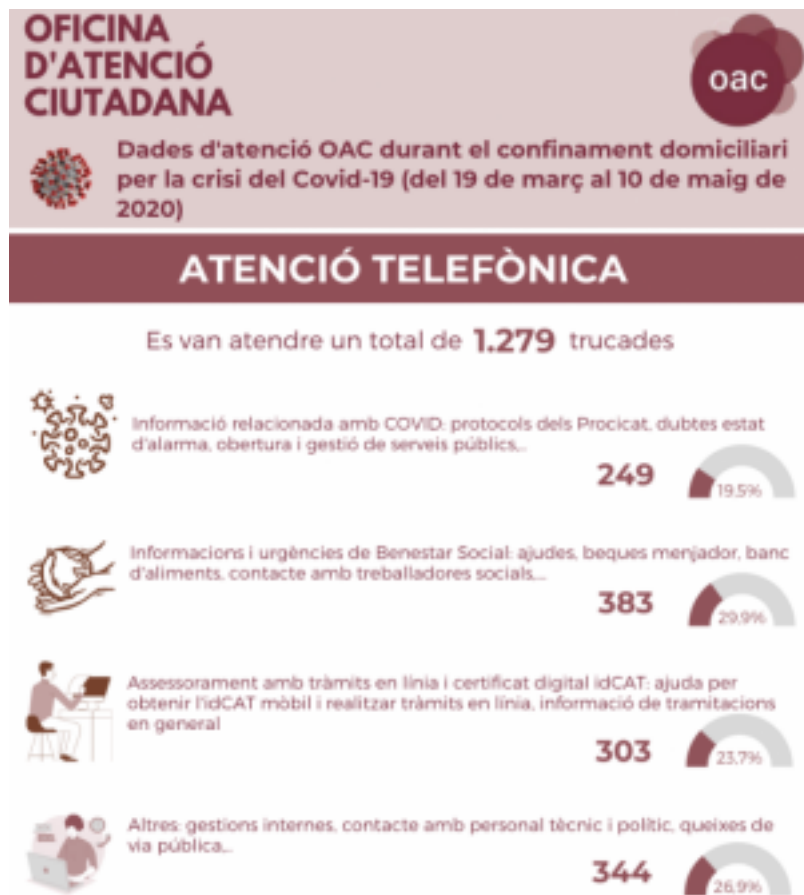 OFICINA
D'ATENCIÓ
CIUTADANA
oac
Dades d'atenció OAC durant el confinament domiciliari
per la crisi del Covid-19 (del 19 de març al 10 de maig de
2020)
ATENCIÓ TELEFÒNICA
Es van atendre un total de 1.279 trucades
Informació relacionada amb COVID: protocols dels Procicat, dubtes estat
d'alarma, obertura i gestió de serveis públics,..
249
19.5%
Informacions i urgències de Benestar Social: ajudes, beques menjador, banc
d'aliments, contacte amb treballadores socials,...
383
29,9%
Assessorament amb tràmits en línia i certificat digital idCAT: ajuda per
obtenir l'idCAT mòbil i realitzar tràmits en línia, informació de tramitacions
en general
303
23,7%
Altres: gestions internes, contacte amb personal tècnic i polític, queixes de
via pública,..
344
26,9%